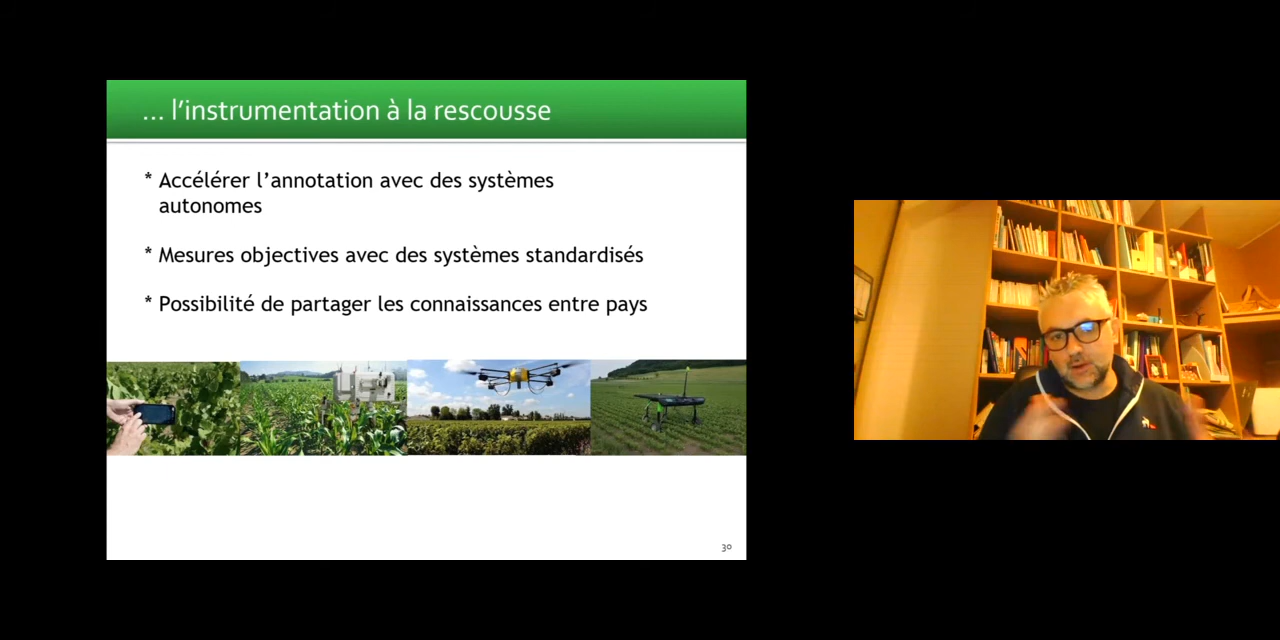 ... l'instrumentation à la rescousse
* Accélérer l'annotation avec des systèmes
autonomes
* Mesures objectives avec des systèmes standardisés
* Possibilité de partager les connaissances entre pays
30